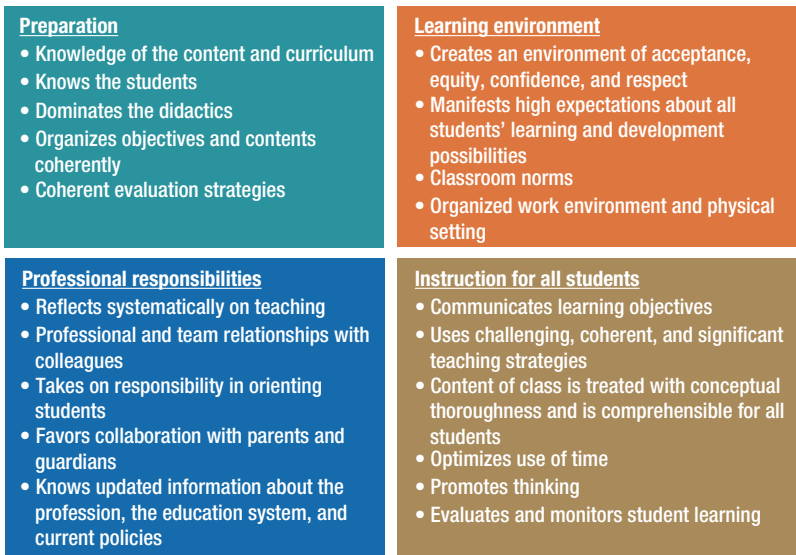 Preparation
• Knowledge of the content and curriculum
• Knows the students
• Dominates the didactics
• Organizes objectives and contents
coherently
• Coherent evaluation strategies
Learning environment
• Creates an environment of acceptance,
equity, confidence, and respect
• Manifests high expectations about all
students' learning and development
possibilities
• Classroom norms
• Organized work environment and physical
setting
Professional responsibilities
• Reflects systematically on teaching
• Professional and team relationships with
colleagues
• Takes on responsibility in orienting
students
• Favors collaboration with parents and
guardians
• Knows updated information about the
profession, the education system, and
current policies
Instruction for all students
• Communicates learning objectives
• Uses challenging, coherent, and significant
teaching strategies
• Content of class is treated with conceptual
thoroughness and is comprehensible for all
students
• Optimizes use of time
• Promotes thinking
• Evaluates and monitors student learning